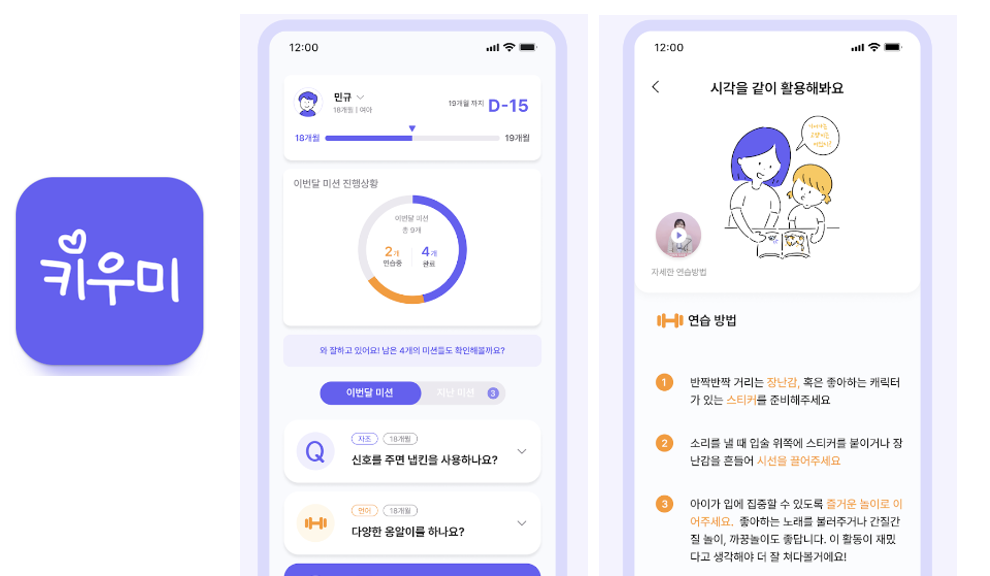 키우미
12:00
민규
18개월 | 여아
19개월 까지 D-15
18개월
19개월
이번달 미션 진행상황
이번달 미션
총 9개
2개
연습중
4개
완료
와 잘하고 있어요! 남은 4개의 미션들도 확인해볼까요?
이번달 미션
지난 미션 3
Q
자조
18개월
신호를 주면 냅킨을 사용하나요?
언어
18개월
다양한 옹알이를 하나요?
12:00
시각을 같이 활용해봐요
자세한 연습방법
연습 방법
1 반짝반짝 거리는 장난감, 혹은 좋아하는 캐릭터
가 있는 스티커를 준비해주세요
2 소리를 낼 때 입술 위쪽에 스티커를 붙이거나 장
난감을 흔들어 시선을 끌어주세요
3 아이가 입에 집중할 수 있도록 즐거운 놀이로 이
어주세요. 좋아하는 노래를 불러주거나 간질간
질 놀이, 까꿍놀이도 좋답니다. 이 활동이 재밌
다고 생각해야 더 잘 쳐다볼거에요!